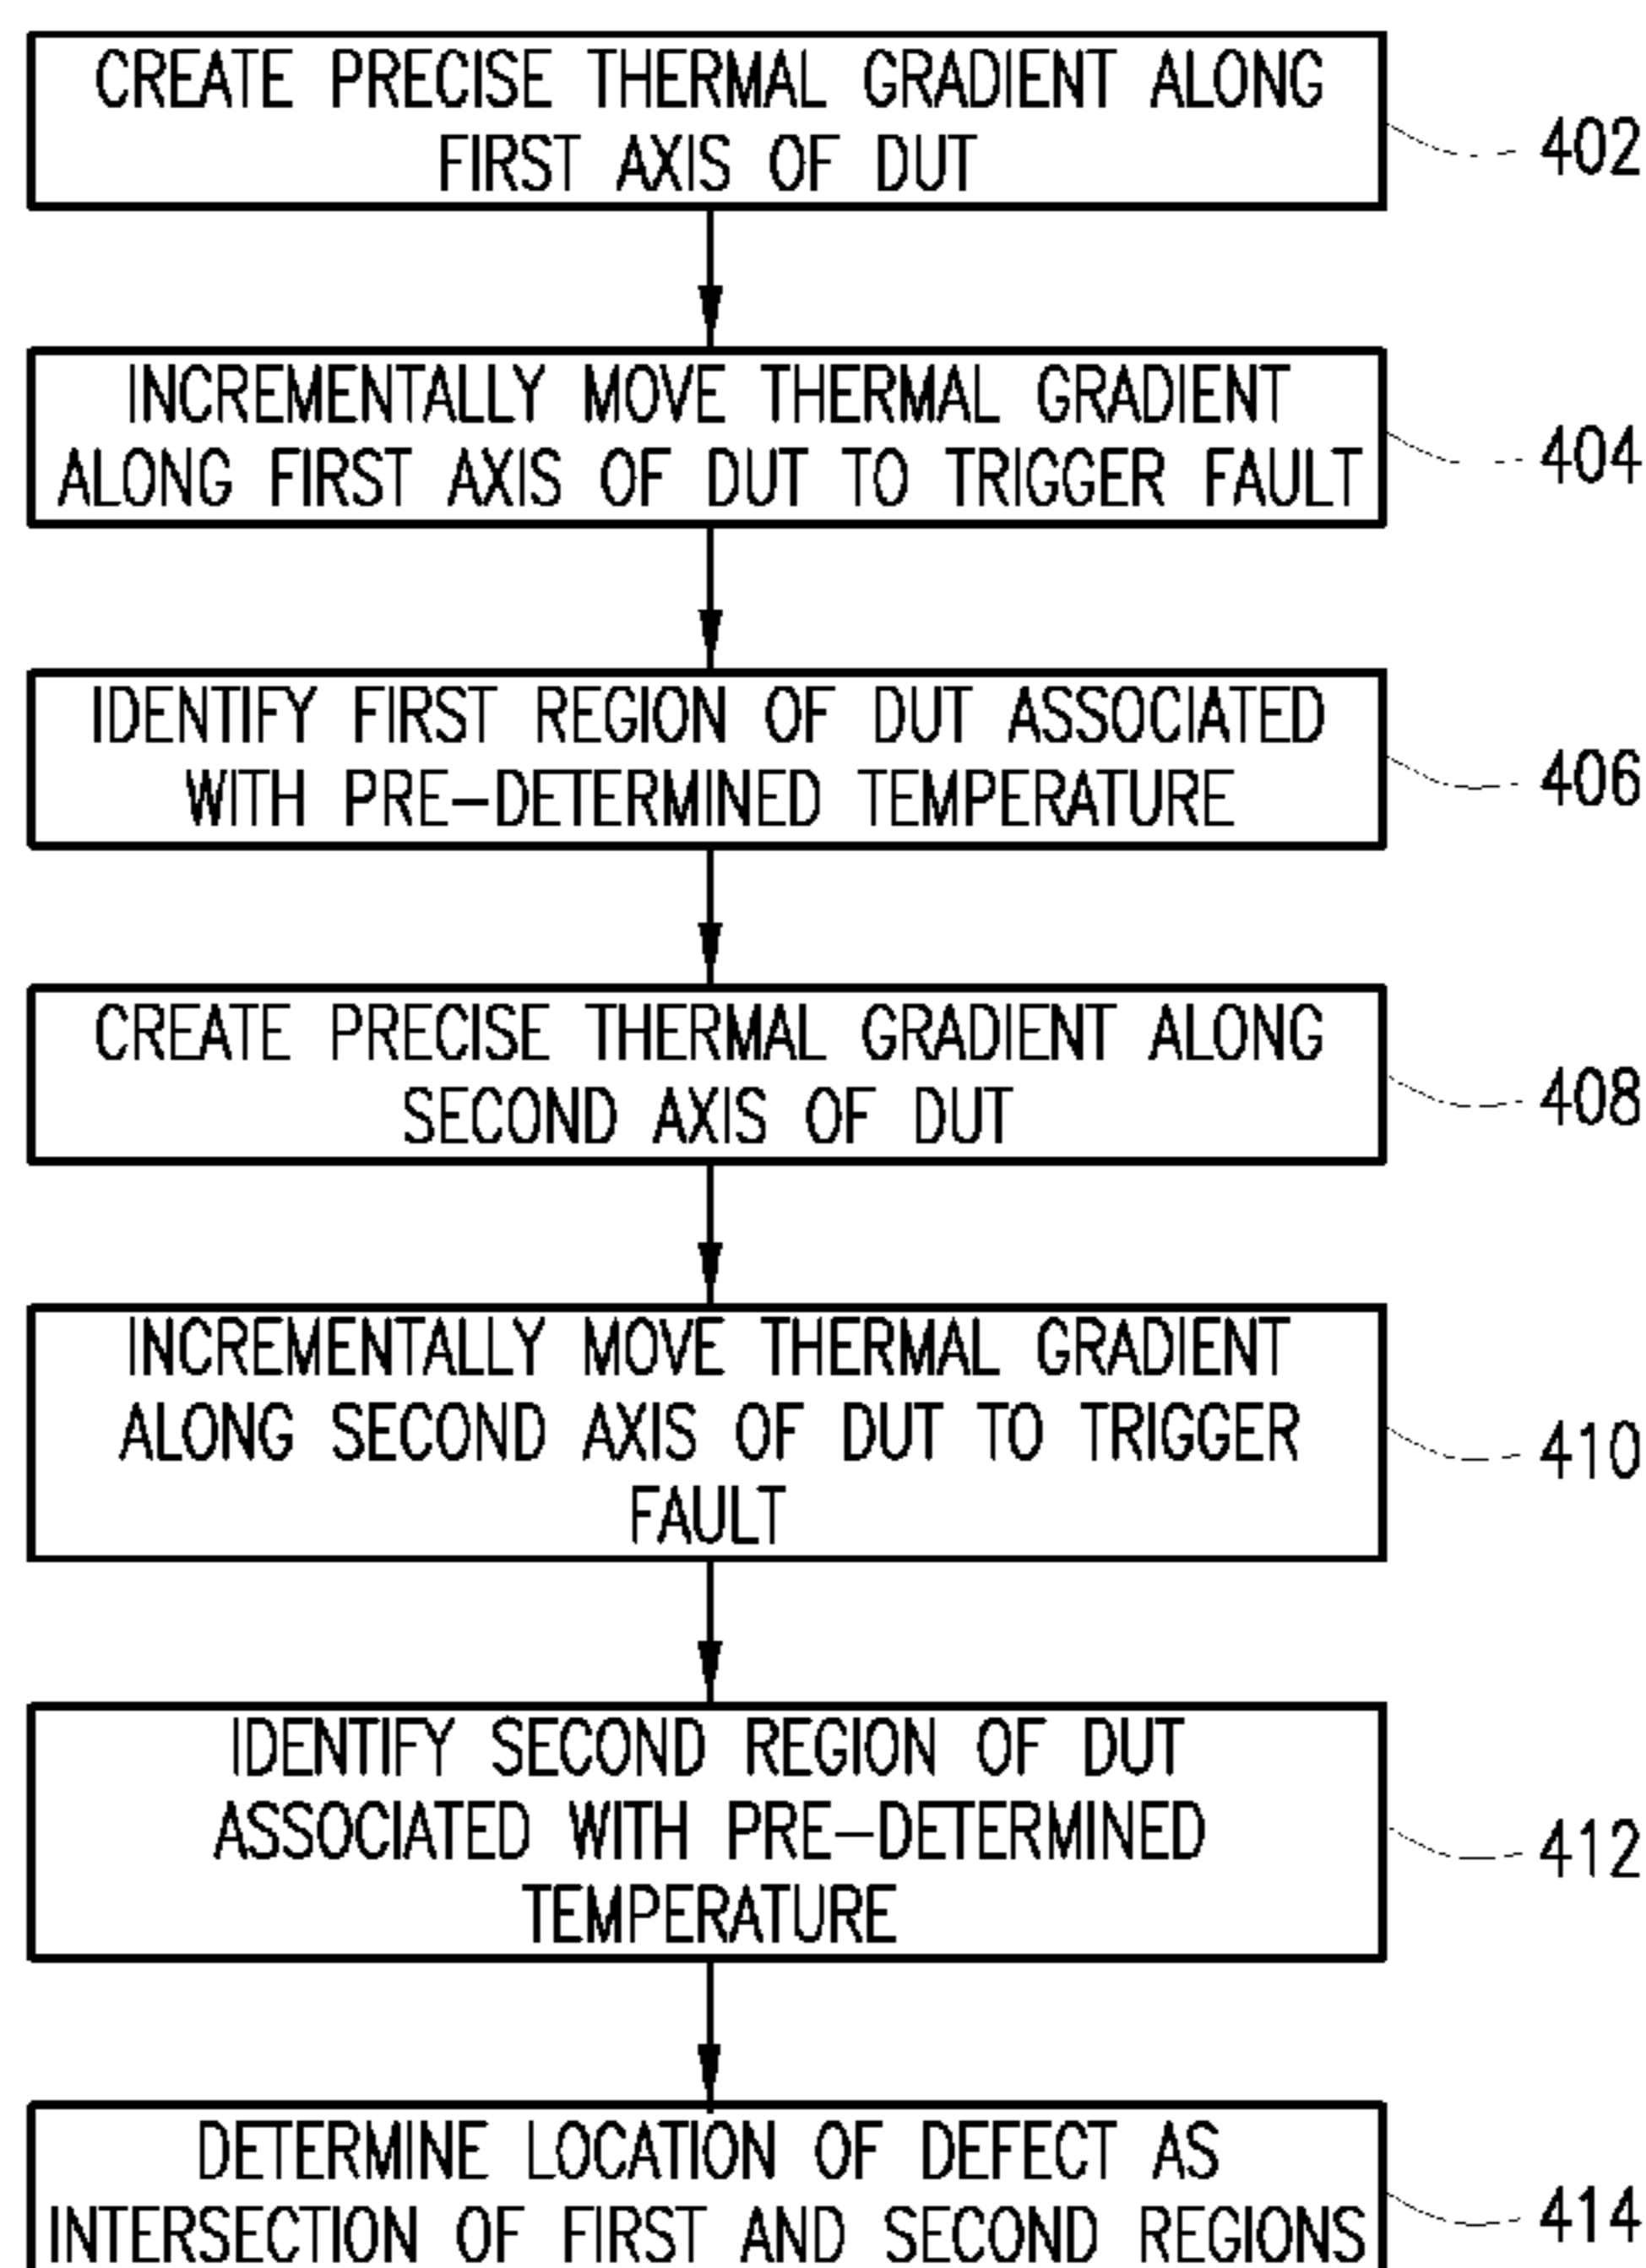 CREATE PRECISE THERMAL GRADIENT ALONG
FIRST AXIS OF DUT
402
INCREMENTALLY MOVE THERMAL GRADIENT
ALONG FIRST AXIS OF DUT TO TRIGGER FAULT
404
IDENTIFY FIRST REGION OF DUT ASSOCIATED
WITH PRE-DETERMINED TEMPERATURE
406
CREATE PRECISE THERMAL GRADIENT ALONG
SECOND AXIS OF DUT
408
INCREMENTALLY MOVE THERMAL GRADIENT
ALONG SECOND AXIS OF DUT TO TRIGGER
FAULT
410
IDENTIFY SECOND REGION OF DUT
ASSOCIATED WITH PRE-DETERMINED
TEMPERATURE
412
DETERMINE LOCATION OF DEFECT AS
INTERSECTION OF FIRST AND SECOND REGIONS
414